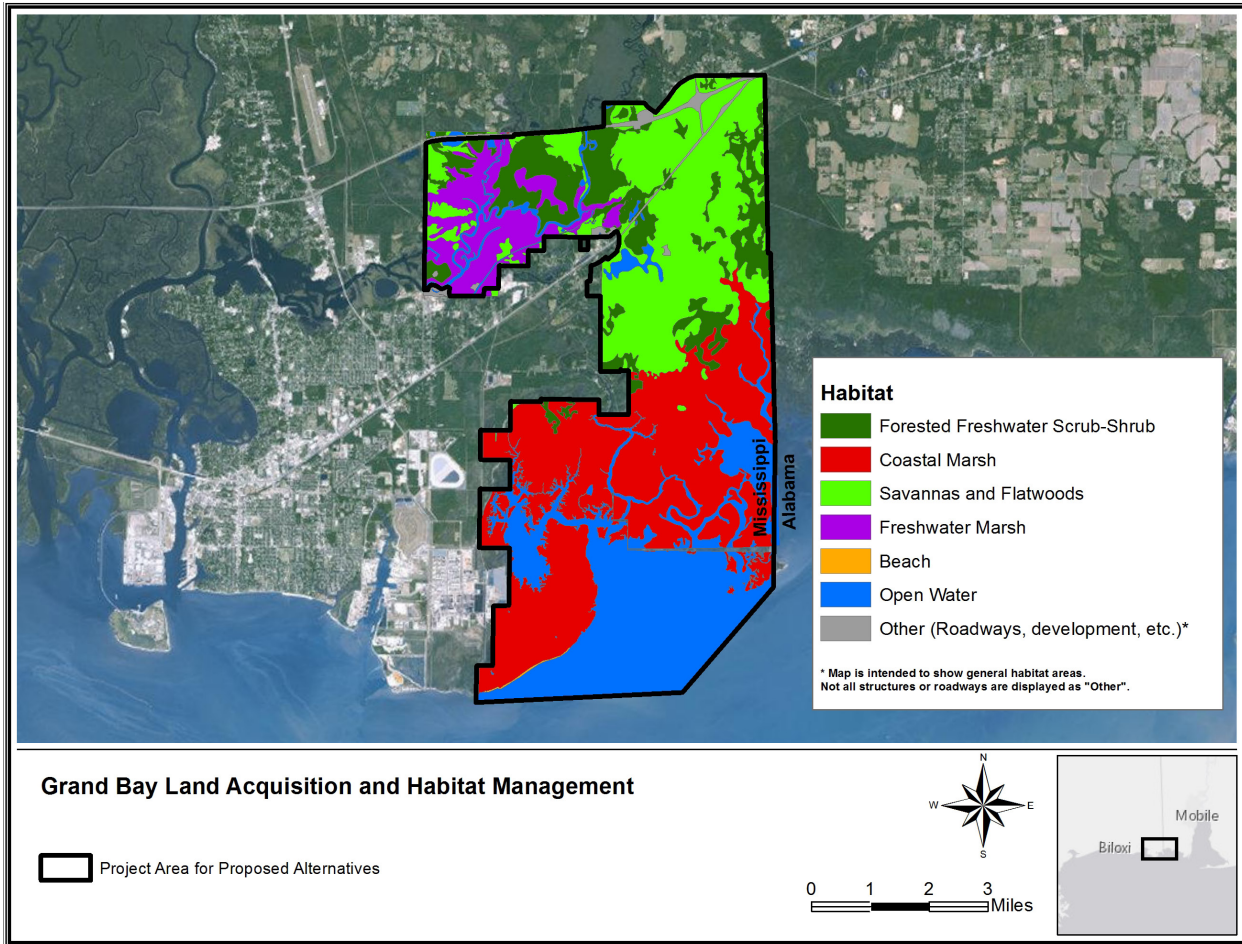 Mississippi
Alabama
Habitat
Forested Freshwater Scrub-Shrub
Coastal Marsh
Savannas and Flatwoods
Freshwater Marsh
Beach
Open Water
Other (Roadways, development, etc.)*
* Map is intended to show general habitat areas.
Not all structures or roadways are displayed as "Other".
Grand Bay Land Acquisition and Habitat Management
Project Area for Proposed Alternatives
N
W E
S
0 1 2 3
Miles
Mobile
Biloxi